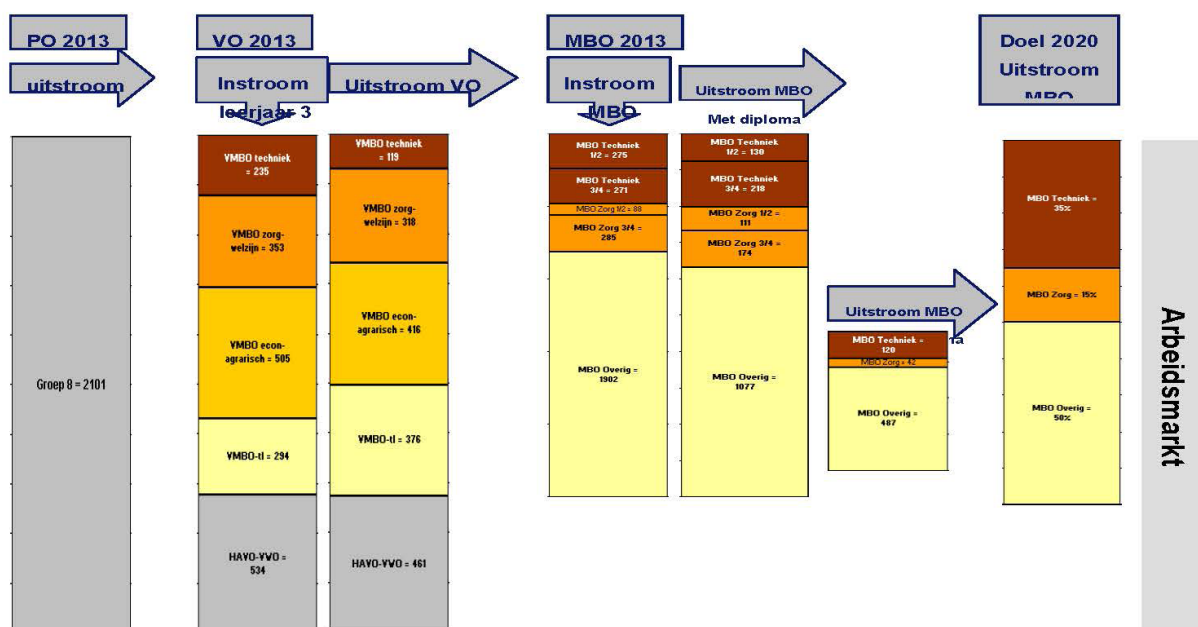 PO 2013
uitstroom
VO 2013
Instroom
leerjaar 3
Uitstroom VO
MBO 2013
Instroom
MBO
Uitstroom MBO
Met diploma
Doel 2020
Uitstroom
MBO
Groep 8 = 2101
VMBO techniek
= 235
VMBO zorg-
welzijn = 353
VMBO econ-
agrarisch = 505
VMBO-tl = 294
HAVO-VWO =
534
VMBO techniek
= 119
VMBO zorg-
welzijn = 318
VMBO econ-
agrarisch = 416
VMBO-tl = 376
HAVO-VWO = 461
MBO Techniek
1/2 = 275
MBO Techniek
3/4 = 271
MBO Zorg 1/2 = 88
MBO Zorg 3/4 =
285
MBO Overig =
1902
MBO Techniek
1/2 = 130
MBO Techniek
3/4 = 218
MBO Zorg 1/2 =
111
MBO Zorg 3/4 =
174
MBO Overig =
1077
Uitstroom MBO
MBO Techniek =
120
MBO Zorg = 42
MBO Overig =
487
MBO Techniek =
35%
MBO Zorg = 15%
MBO Overig =
50%
Arbeidsmarkt